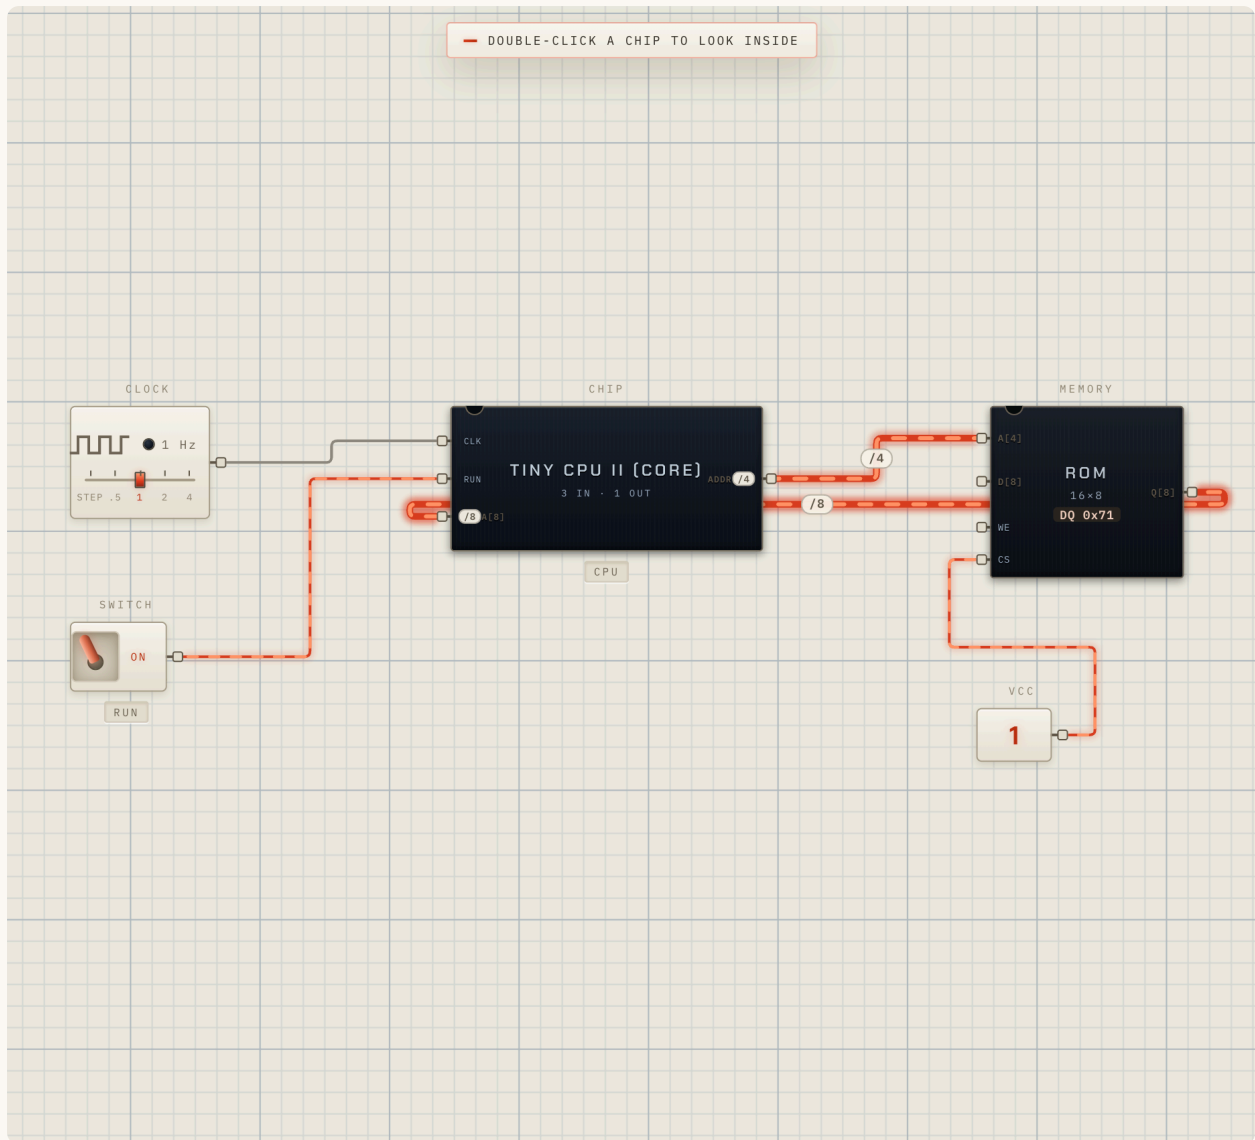 DOUBLE-CLICK A CHIP TO LOOK INSIDE
CLOCK
1 Hz
STEP .5 1 2 4
CHIP
CLK
RUN
/8 A[8]
TINY CPU II (CORE)
3 IN · 1 OUT
ADDR /4
CPU
/4
/8
MEMORY
A[4]
D[8]
WE
CS
ROM
16×8
DQ 0x71
Q[8]
SWITCH
ON
RUN
VCC
1